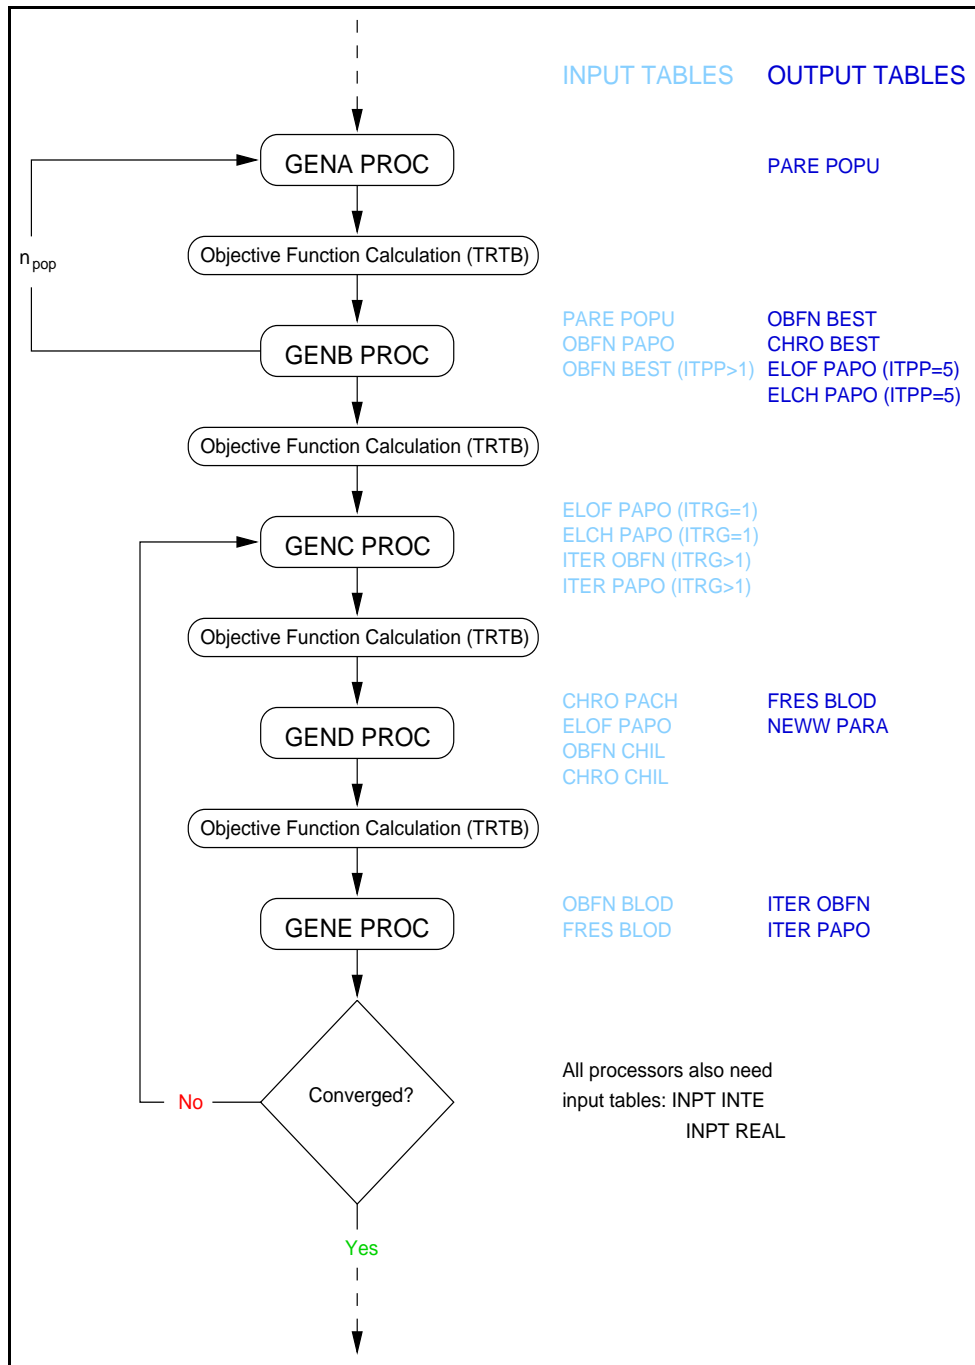 INPUT TABLES OUTPUT TABLES
GENA PROC
PARE POPU
Objective Function Calculation (TRTB)
n pop
GENB PROC
PARE POPU OBFN BEST
OBFN PAPO CHRO BEST
OBFN BEST (ITPP>1) ELOF PAPO (ITPP=5)
ELCH PAPO (ITPP=5)
Objective Function Calculation (TRTB)
GENC PROC
ELOF PAPO (ITRG=1)
ELCH PAPO (ITRG=1)
ITER OBFN (ITRG>1)
ITER PAPO (ITRG>1)
Objective Function Calculation (TRTB)
GEND PROC
CHRO PACH FRES BLOD
ELOF PAPO NEWW PARA
OBFN CHIL
CHRO CHIL
Objective Function Calculation (TRTB)
GENE PROC
OBFN BLOD ITER OBFN
FRES BLOD ITER PAPO
Converged?
No
All processors also need
input tables: INPT INTE
INPT REAL
Yes